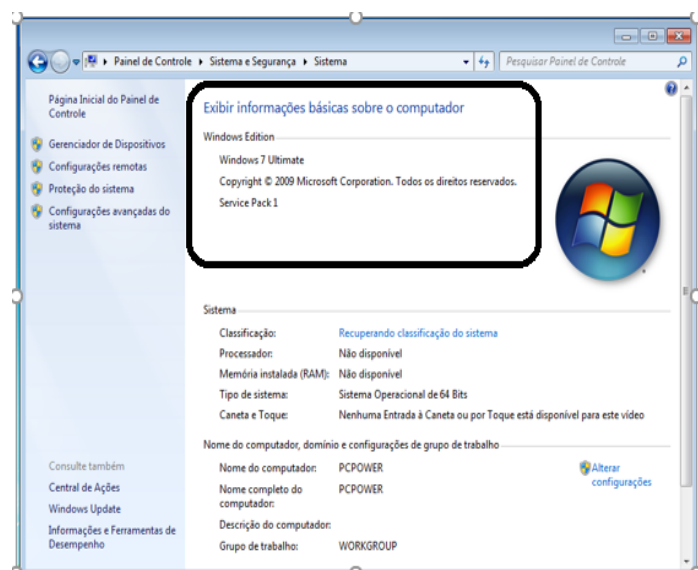 Painel de Controle ▸ Sistema e Segurança ▸ Sistema
Pesquisar Painel de Controle
Página Inicial do Painel de
Controle
Gerenciador de Dispositivos
Configurações remotas
Proteção do sistema
Configurações avançadas do
sistema
Exibir informações básicas sobre o computador
Windows Edition
Windows 7 Ultimate
Copyright © 2009 Microsoft Corporation. Todos os direitos reservados.
Service Pack 1
Sistema
Classificação: Recuperando classificação do sistema
Processador: Não disponível
Memória instalada (RAM): Não disponível
Tipo de sistema: Sistema Operacional de 64 Bits
Caneta e Toque: Nenhuma Entrada à Caneta ou por Toque está disponível para este vídeo
Nome do computador, domínio e configurações de grupo de trabalho
Nome do computador: PCPOWER
Alterar
configurações
Nome completo do
computador: PCPOWER
Descrição do computador:
Grupo de trabalho: WORKGROUP
Consulte também
Central de Ações
Windows Update
Informações e Ferramentas de
Desempenho